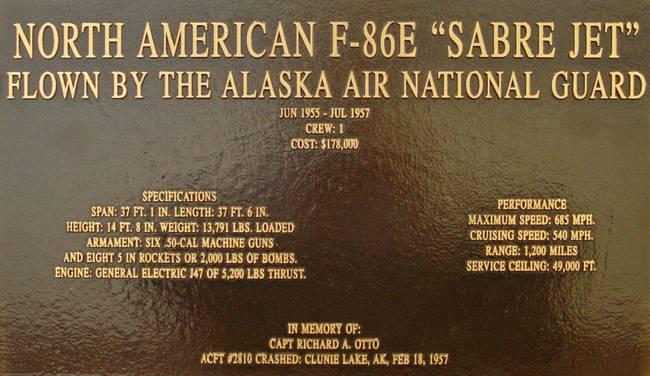 NORTH AMERICAN F-86E “SABRE JET”
FLOWN BY THE ALASKA AIR NATIONAL GUARD
JUN 1955 - JUL 1957
CREW: 1
COST: $178,000
SPECIFICATIONS
SPAN: 37 FT. 1 IN. LENGTH: 37 FT. 6 IN.
HEIGHT: 14 FT. 8 IN. WEIGHT: 13,791 LBS. LOADED
ARMAMENT: SIX .50-CAL MACHINE GUNS
AND EIGHT 5 IN ROCKETS OR 2,000 LBS OF BOMBS.
ENGINE: GENERAL ELECTRIC J47 OF 5,200 LBS THRUST.
PERFORMANCE
MAXIMUM SPEED: 685 MPH.
CRUISING SPEED: 540 MPH.
RANGE: 1,200 MILES
SERVICE CEILING: 49,000 FT.
IN MEMORY OF:
CAPT RICHARD A. OTTO
ACFT #2810 CRASHED: CLUNIE LAKE, AK, FEB 18, 1957